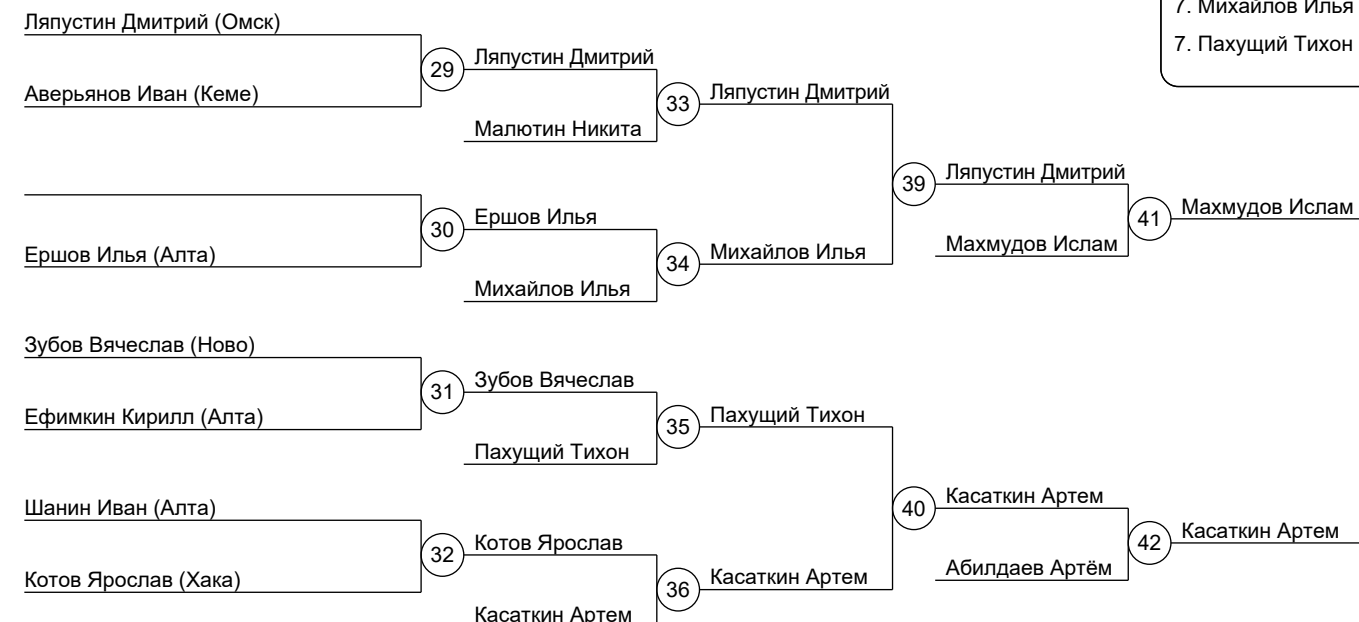 7. Михайлов Илья
7. Пахущий Тихон
Ляпустин Дмитрий (Омск)
29
Ляпустин Дмитрий
Аверьянов Иван (Кеме)
33
Ляпустин Дмитрий
Малютин Никита
39
Ляпустин Дмитрий
30
Ершов Илья
41
Махмудов Ислам
Ершов Илья (Алта)
34
Михайлов Илья
Махмудов Ислам
Михайлов Илья
Зубов Вячеслав (Ново)
31
Зубов Вячеслав
Ефимкин Кирилл (Алта)
35
Пахущий Тихон
Пахущий Тихон
Шанин Иван (Алта)
40
Касаткин Артем
32
Котов Ярослав
42
Касаткин Артем
Котов Ярослав (Хака)
36
Касаткин Артем
Абилдаев Артём
Касаткин Артем